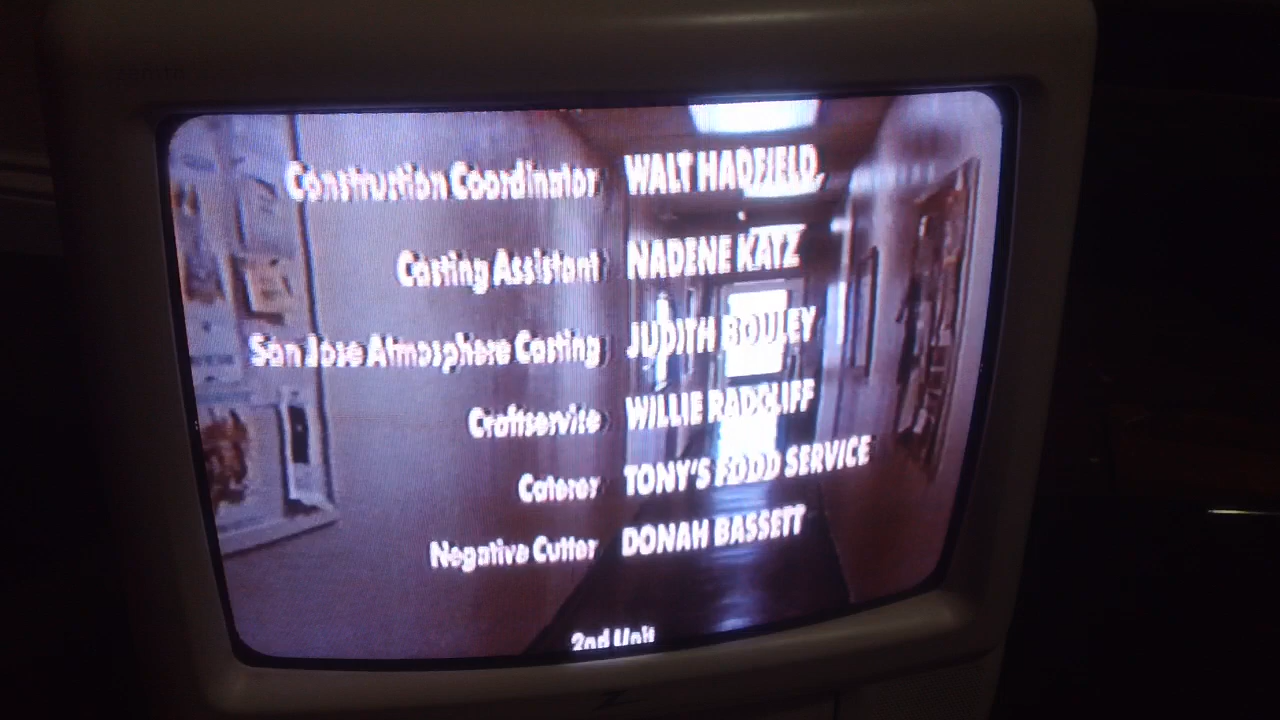 Construction Coordinator WALT HADFIELD,
Casting Assistant NADENE KATZ
San Jose Atmosphere Casting JUDITH BOULEY
Craftservice WILLIE RADCLIFF
Caterer TONY'S FOOD SERVICE
Negative Cutter DONAH BASSETT
2nd Unit